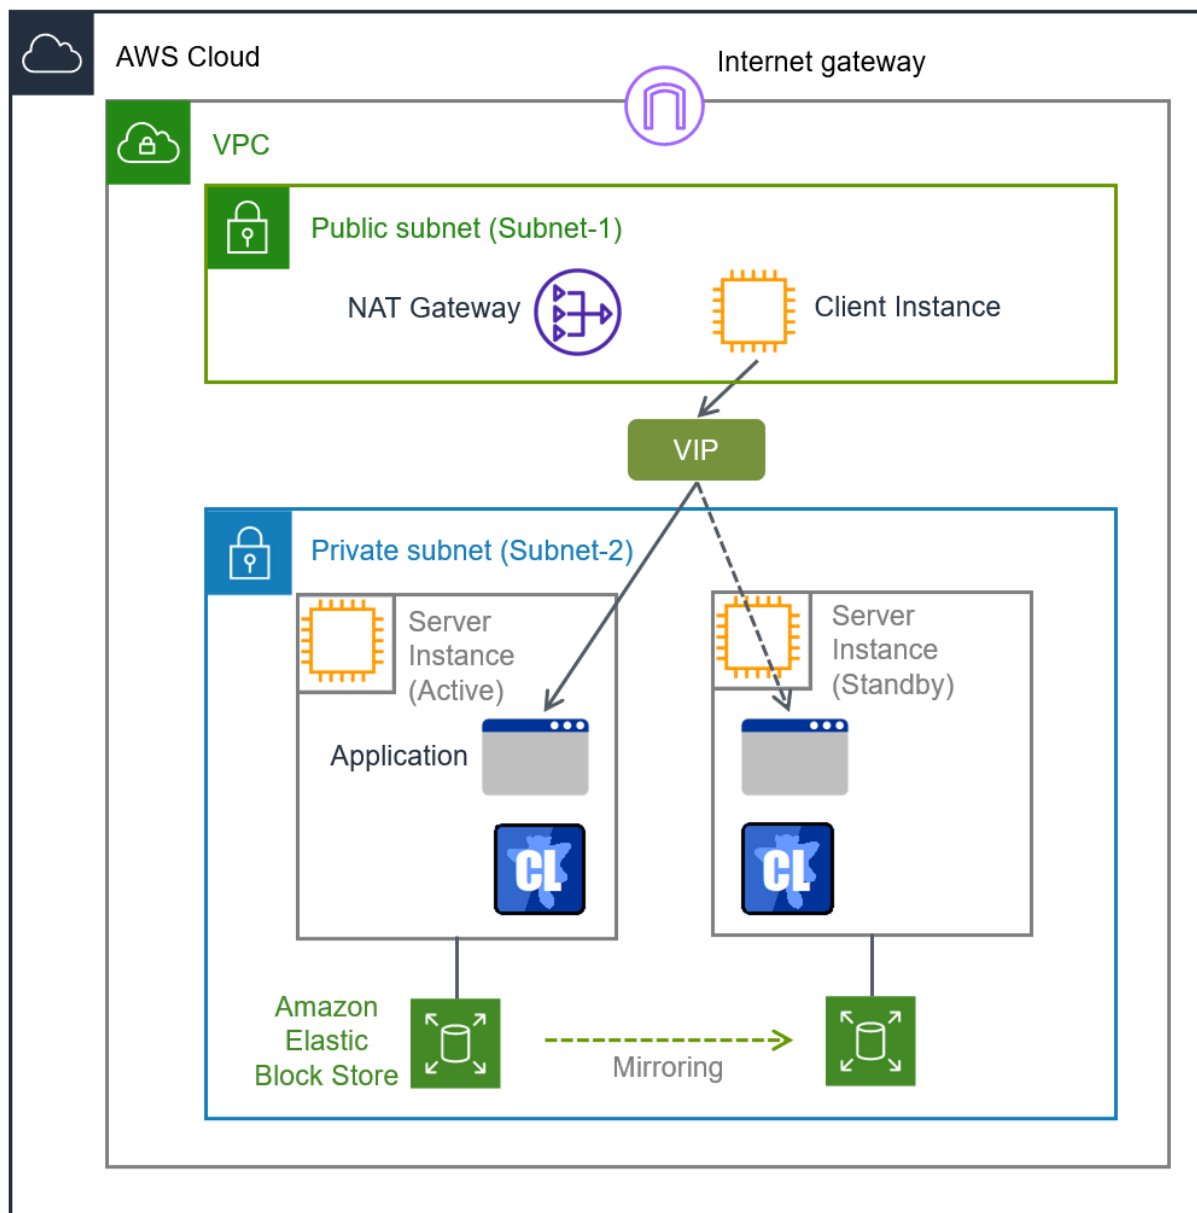 AWS Cloud
Internet gateway
VPC
Public subnet (Subnet-1)
NAT Gateway
Client Instance
VIP
Private subnet (Subnet-2)
Server
Instance
(Active)
Server
Instance
(Standby)
Application
CL
CL
Amazon
Elastic
Block Store
Mirroring